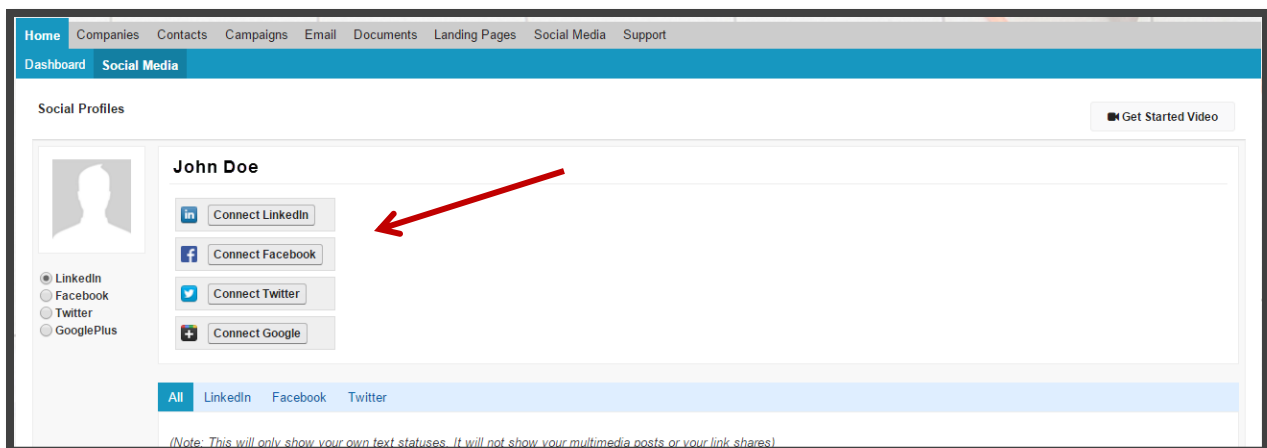 Home Companies Contacts Campaigns Email Documents Landing Pages Social Media Support
Dashboard Social Media
Social Profiles
Get Started Video
John Doe
in Connect LinkedIn
f Connect Facebook
Connect Twitter
+ Connect Google
LinkedIn
Facebook
Twitter
GooglePlus
All LinkedIn Facebook Twitter
(Note: This will only show your own text statuses. It will not show your multimedia posts or your link shares)